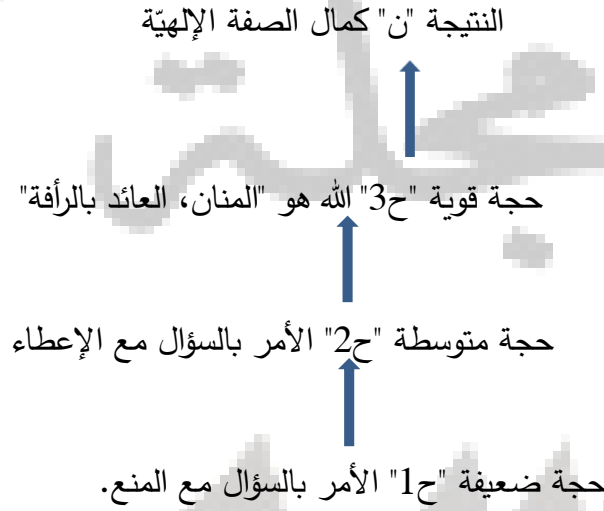 النتيجة "ن" كمال الصفة الإلهيّة
حجة قوية "ح3" الله هو "المنان، العائد بالرأفة"
حجة متوسطة "ح2" الأمر بالسؤال مع الإعطاء
حجة ضعيفة "ح1" الأمر بالسؤال مع المنع.
مجلة